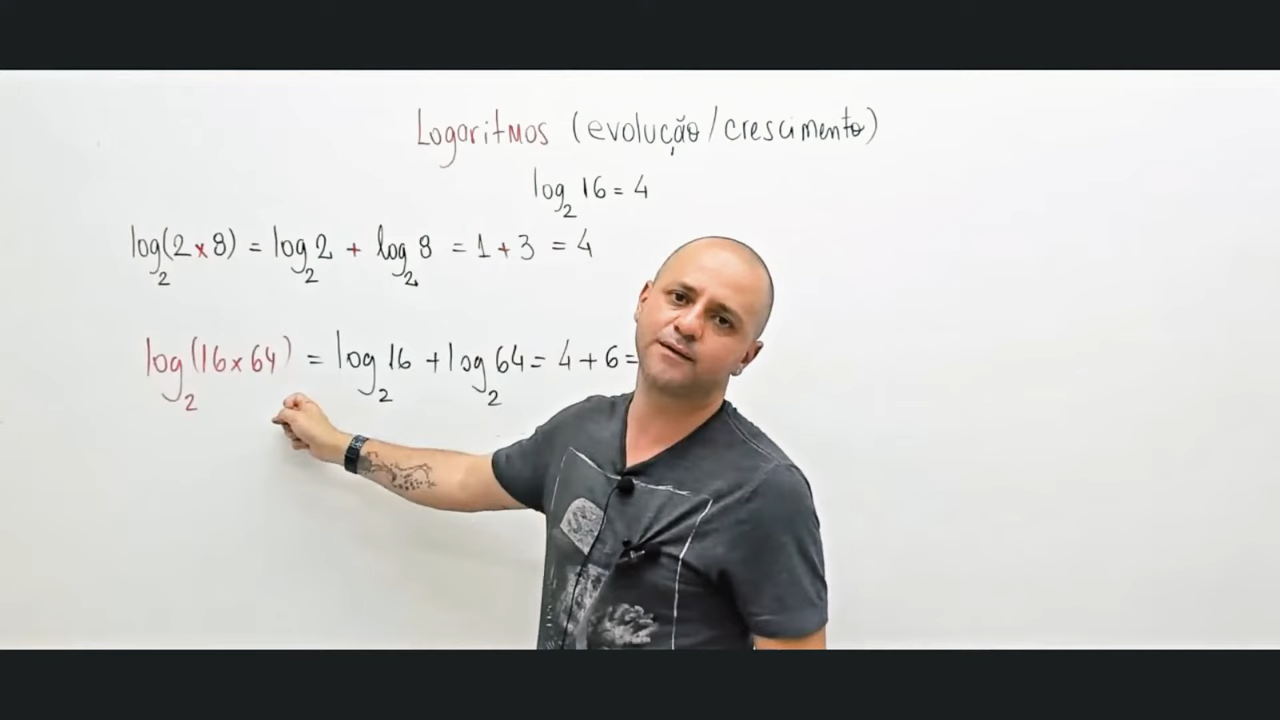 Logaritmos (evolução/crescimento)
log₂ 16 = 4
log₂(2 x 8) = log₂ 2 + log₂ 8 = 1 + 3 = 4
log₂(16 x 64) = log₂ 16 + log₂ 64 = 4 + 6 =